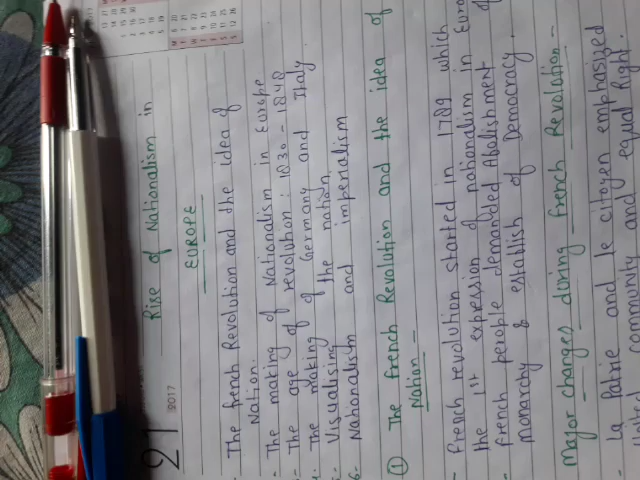 21 2017
Rise of Nationalism in
EUROPE
- The french Revolution and the idea of
Nation.
- The making of Nationalism in Europe
- The age of revolution : 1830 - 1848
4. The making of Germany and Italy.
5- Visualising the nation
6- Nationalism and imperialism
① The french Revolution and the idea of
Nation -
- french revolution started in 1789 which
the 1st expression of nationalism in Euro
- french people demanded Abolishment of
monarchy & establish of Democracy.
Major changes during french Revolution -
- la Patrie and le citoyen emphasized
community and equal Right.